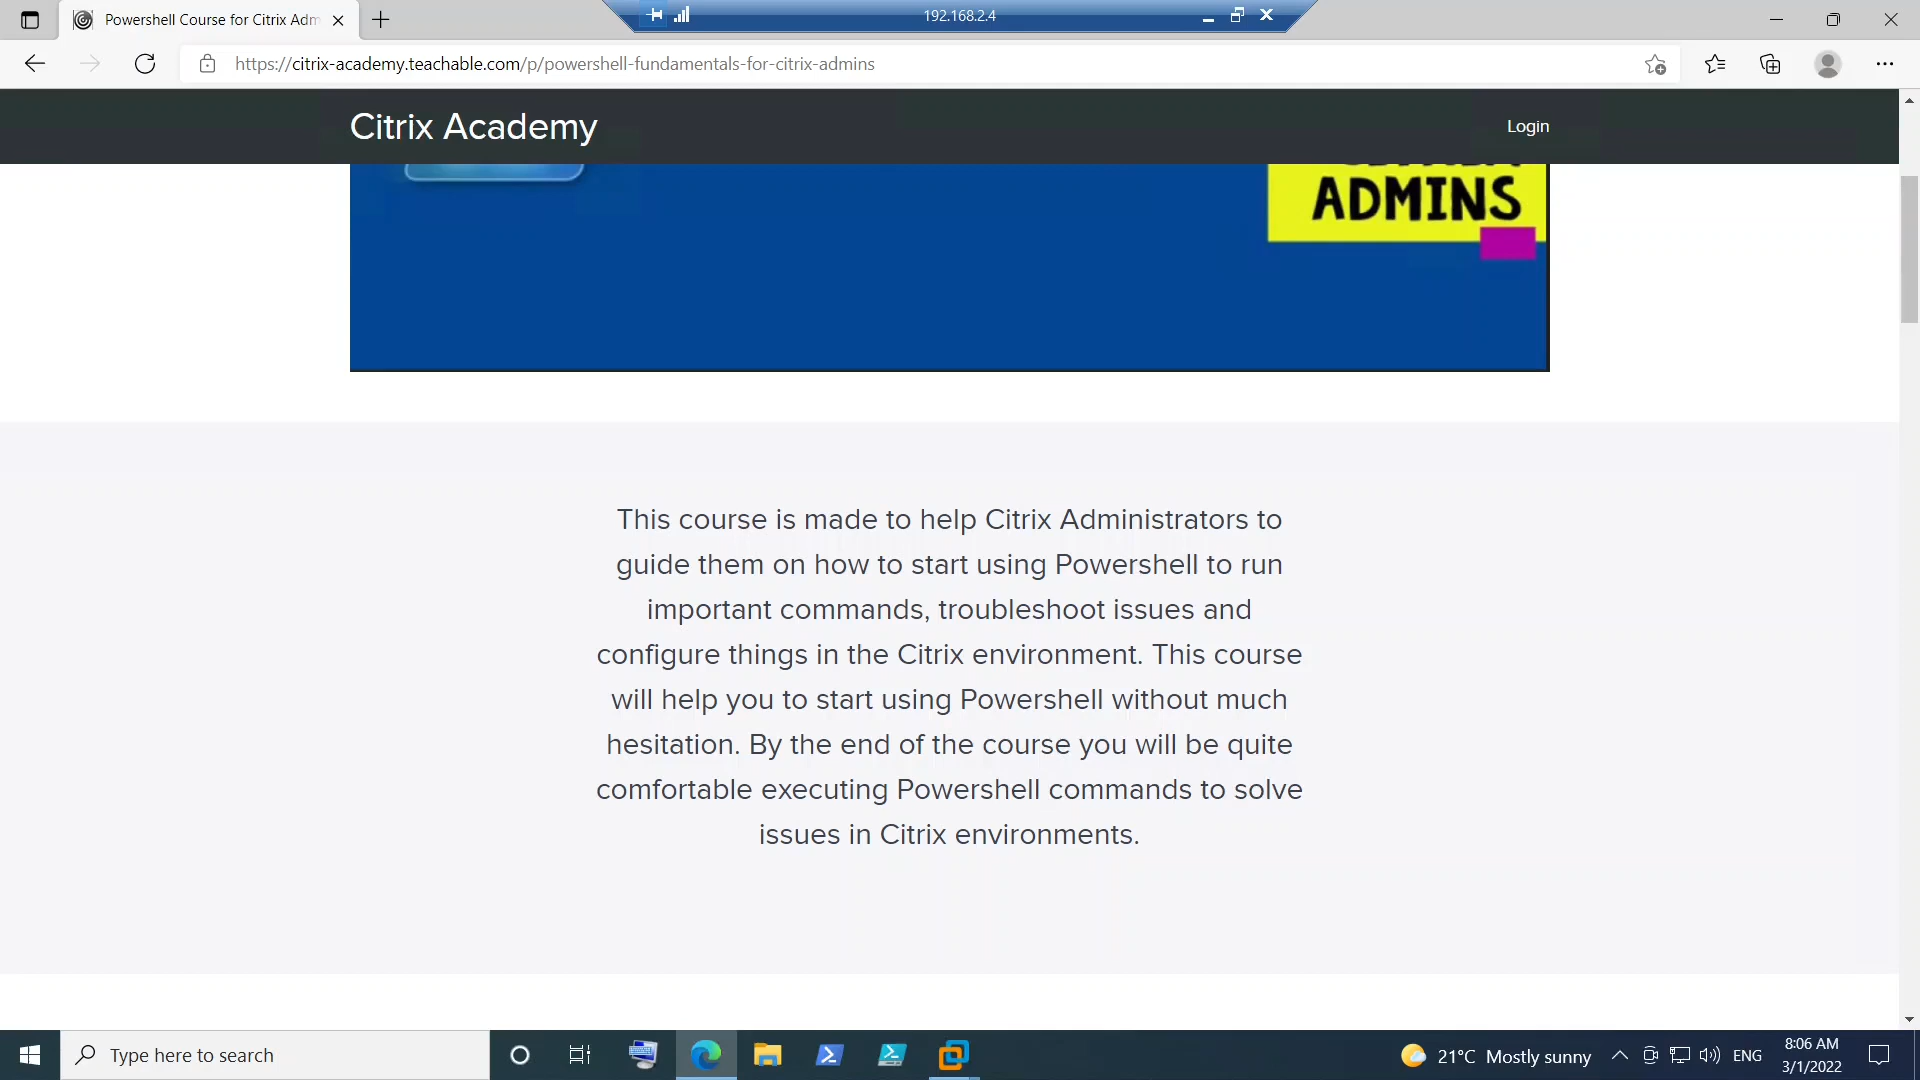 Powershell Course for Citrix Adm
192.168.2.4
https://citrix-academy.teachable.com/p/powershell-fundamentals-for-citrix-admins
Citrix Academy
Login
ADMINS
This course is made to help Citrix Administrators to
guide them on how to start using Powershell to run
important commands, troubleshoot issues and
configure things in the Citrix environment. This course
will help you to start using Powershell without much
hesitation. By the end of the course you will be quite
comfortable executing Powershell commands to solve
issues in Citrix environments.
Type here to search
21°C Mostly sunny
ENG
8:06 AM
3/1/2022